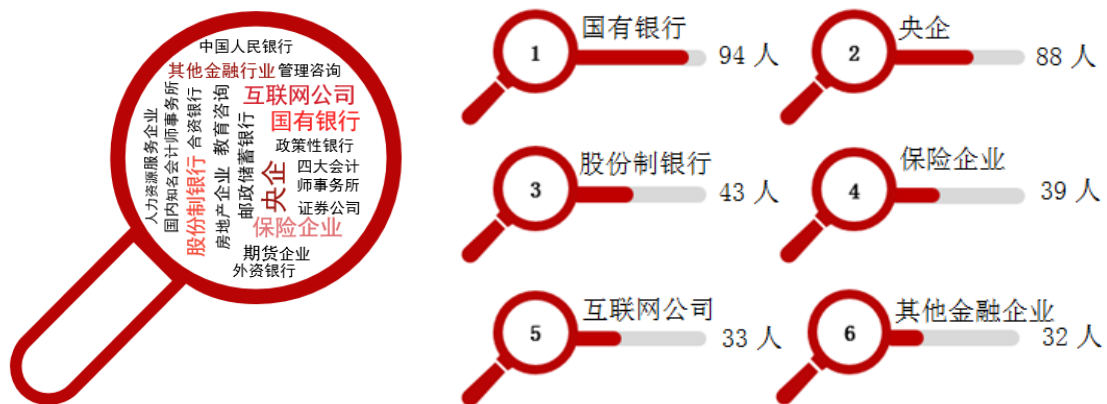 中国人民银行
其他金融行业
管理咨询
互联网公司
国有银行
政策性银行
四大会计
师事务所
证券公司
保险企业
期货企业
外资银行
人力资源服务企业
国内知名会计师事务所
合资银行
股份制银行
教育咨询
房地产企业
邮政储蓄银行
央企
1
国有银行
94 人
2
央企
88 人
3
股份制银行
43 人
4
保险企业
39 人
5
互联网公司
33 人
6
其他金融企业
32 人